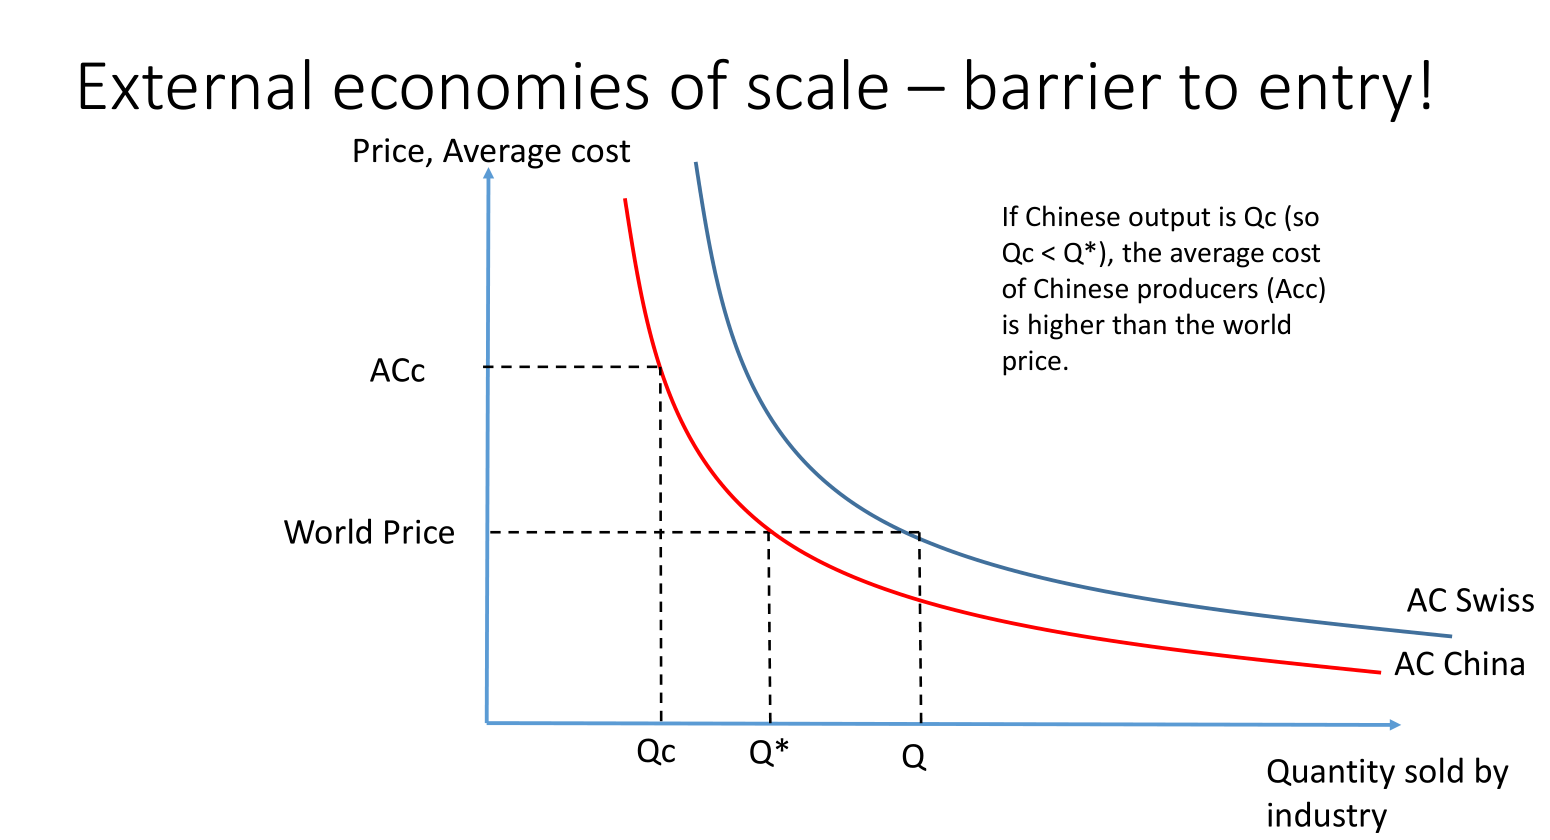 External economies of scale – barrier to entry!
Price, Average cost
If Chinese output is Qc (so
Qc < Q*), the average cost
of Chinese producers (Acc)
is higher than the world
price.
ACc
World Price
AC Swiss
AC China
Qc
Q*
Q
Quantity sold by
industry